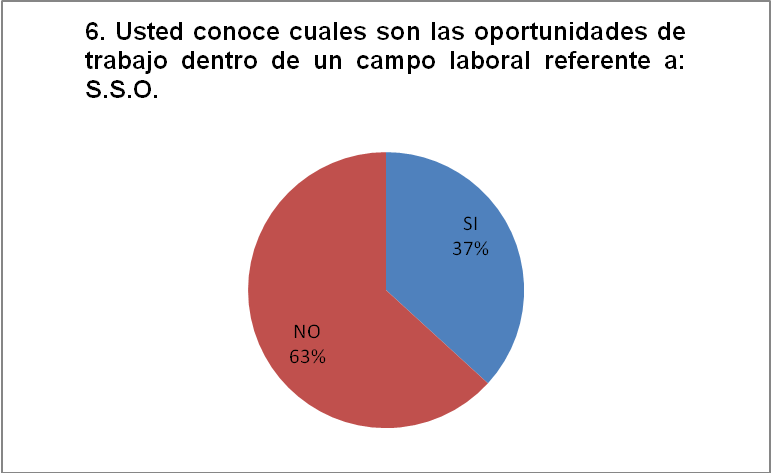 6. Usted conoce cuales son las oportunidades de
trabajo dentro de un campo laboral referente a:
S.S.O.
SI
37%
NO
63%